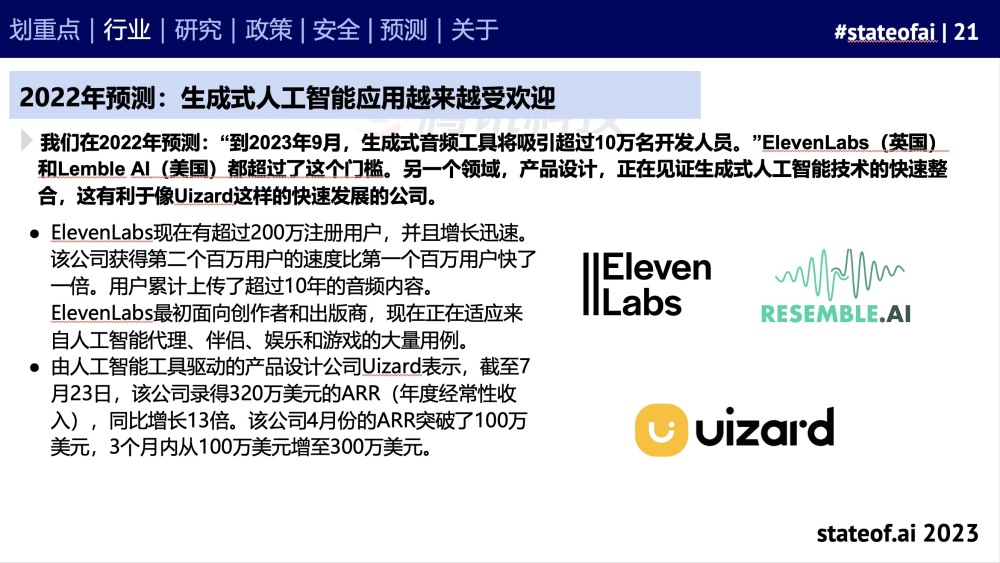 划重点 | 行业 | 研究 | 政策 | 安全 | 预测 | 关于
#stateofai | 21
2022年预测：生成式人工智能应用越来越受欢迎
我们在2022年预测：“到2023年9月，生成式音频工具将吸引超过10万名开发人员。”ElevenLabs（英国）
和Lemble AI（美国）都超过了这个门槛。另一个领域，产品设计，正在见证生成式人工智能技术的快速整
合，这有利于像Uizard这样的快速发展的公司。
● ElevenLabs现在有超过200万注册用户，并且增长迅速。
该公司获得第二个百万用户的速度比第一个百万用户快了
一倍。用户累计上传了超过10年的音频内容。
ElevenLabs最初面向创作者和出版商，现在正在适应来
自人工智能代理、伴侣、娱乐和游戏的大量用例。
● 由人工智能工具驱动的产品设计公司Uizard表示，截至7
月23日，该公司录得320万美元的ARR（年度经常性收
入），同比增长13倍。该公司4月份的ARR突破了100万
美元，3个月内从100万美元增至300万美元。
IIEleven
Labs
RESEMBLE.AI
uizard
stateof.ai 2023